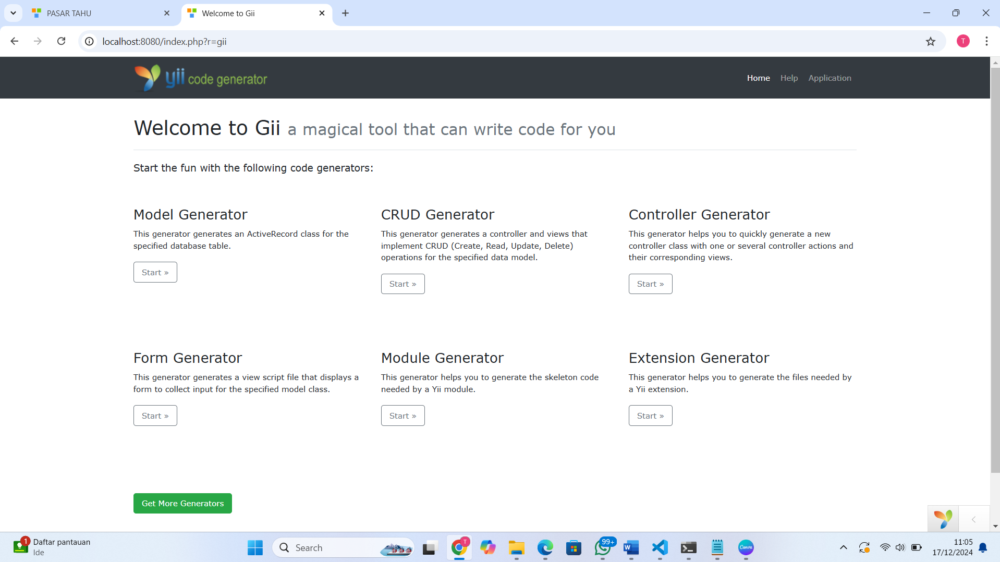 PASAR TAHU
Welcome to Gii
localhost:8080/index.php?r=gii
T
yii code generator
Home Help Application
Welcome to Gii a magical tool that can write code for you
Start the fun with the following code generators:
Model Generator
This generator generates an ActiveRecord class for the
specified database table.
Start »
CRUD Generator
This generator generates a controller and views that
implement CRUD (Create, Read, Update, Delete)
operations for the specified data model.
Start »
Controller Generator
This generator helps you to quickly generate a new
controller class with one or several controller actions and
their corresponding views.
Start »
Form Generator
This generator generates a view script file that displays a
form to collect input for the specified model class.
Start »
Module Generator
This generator helps you to generate the skeleton code
needed by a Yii module.
Start »
Extension Generator
This generator helps you to generate the files needed by
a Yii extension.
Start »
Get More Generators
1
Daftar pantauan
Ide
Search
T
99+
W
Canva
11:05
17/12/2024